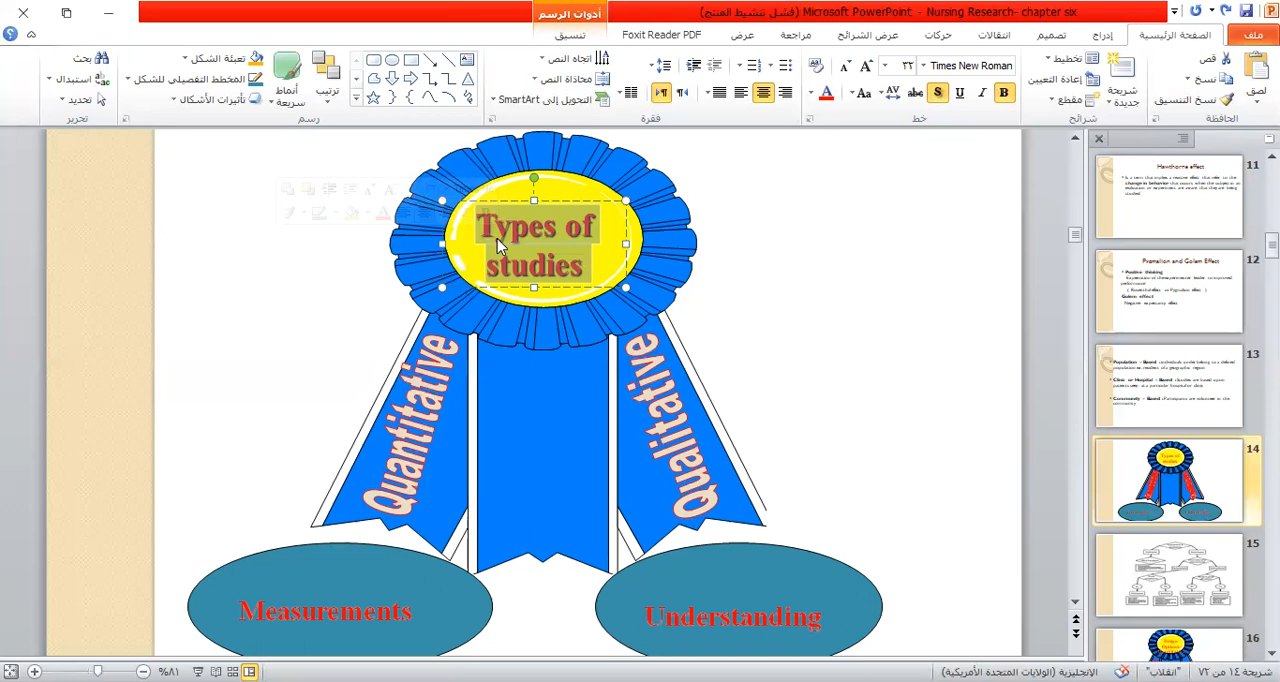 أدوات الرسم
Nursing Research- chapter six - Microsoft PowerPoint (فشل تنشيط المنتج)
ملف
الصفحة الرئيسية
إدراج
تصميم
انتقالات
حركات
عرض الشرائح
مراجعة
عرض
Foxit Reader PDF
تنسيق
لصق
قص
نسخ
نسخ التنسيق
الحافظة
شريحة جديدة
تخطيط
إعادة التعيين
مقطع
شرائح
Times New Roman
٣٢
خط
اتجاه النص
محاذاة النص
التحويل إلى SmartArt
فقرة
ترتيب
أنماط سريعة
تعبئة الشكل
المخطط التفصيلي للشكل
تأثيرات الأشكال
رسم
بحث
استبدال
تحديد
تحرير
Types of
studies
Quantitative
Qualitative
Measurements
Understanding
11
Hawthorne effect
12
Golem effect
13
14
Types of
studies
15
16
شريحة ١٤ من ٧٢
"انقلاب"
الإنجليزية (الولايات المتحدة الأمريكية)
%٨١